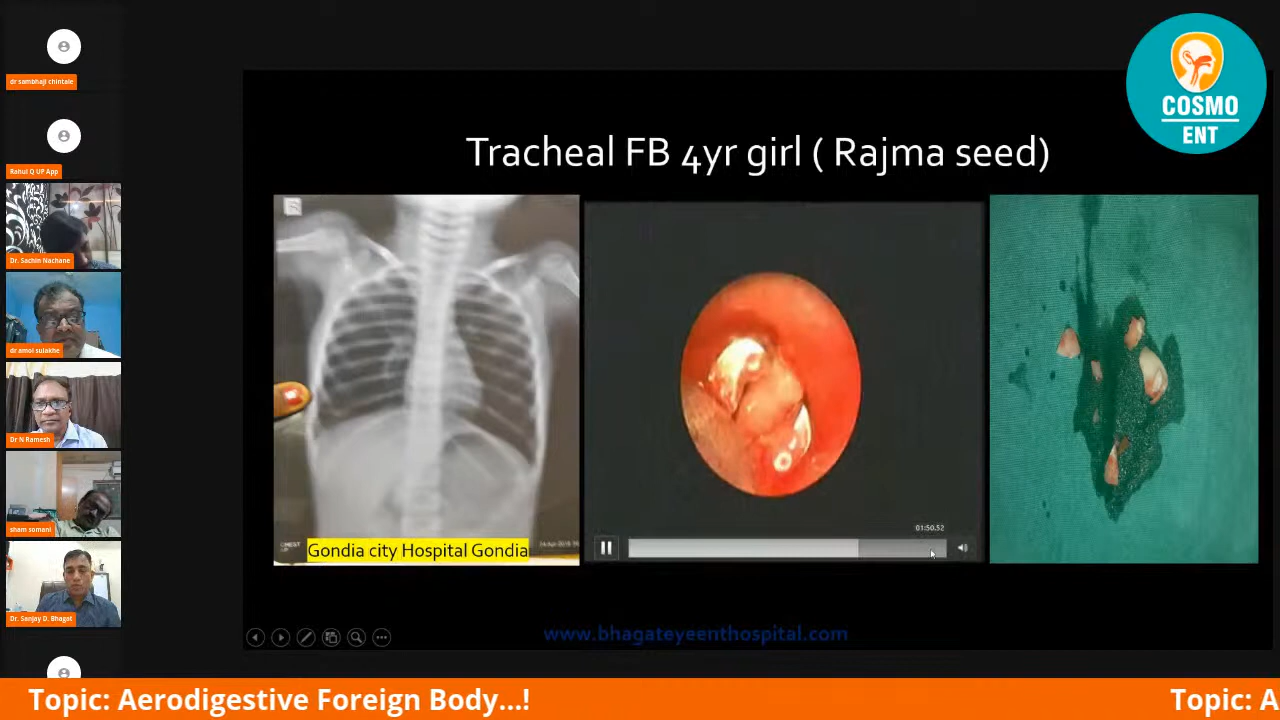 dr sambhaji chintale
Rahul Q UP App
Dr. Sachin Nachane
dr amol sulakhe
Dr N Ramesh
sham somani
Dr. Sanjay D. Bhagat
COSMO
ENT
Tracheal FB 4yr girl ( Rajma seed)
Gondia city Hospital Gondia
01:50.52
www.bhagateyeenthospital.com
Topic: Aerodigestive Foreign Body...!
Topic: A